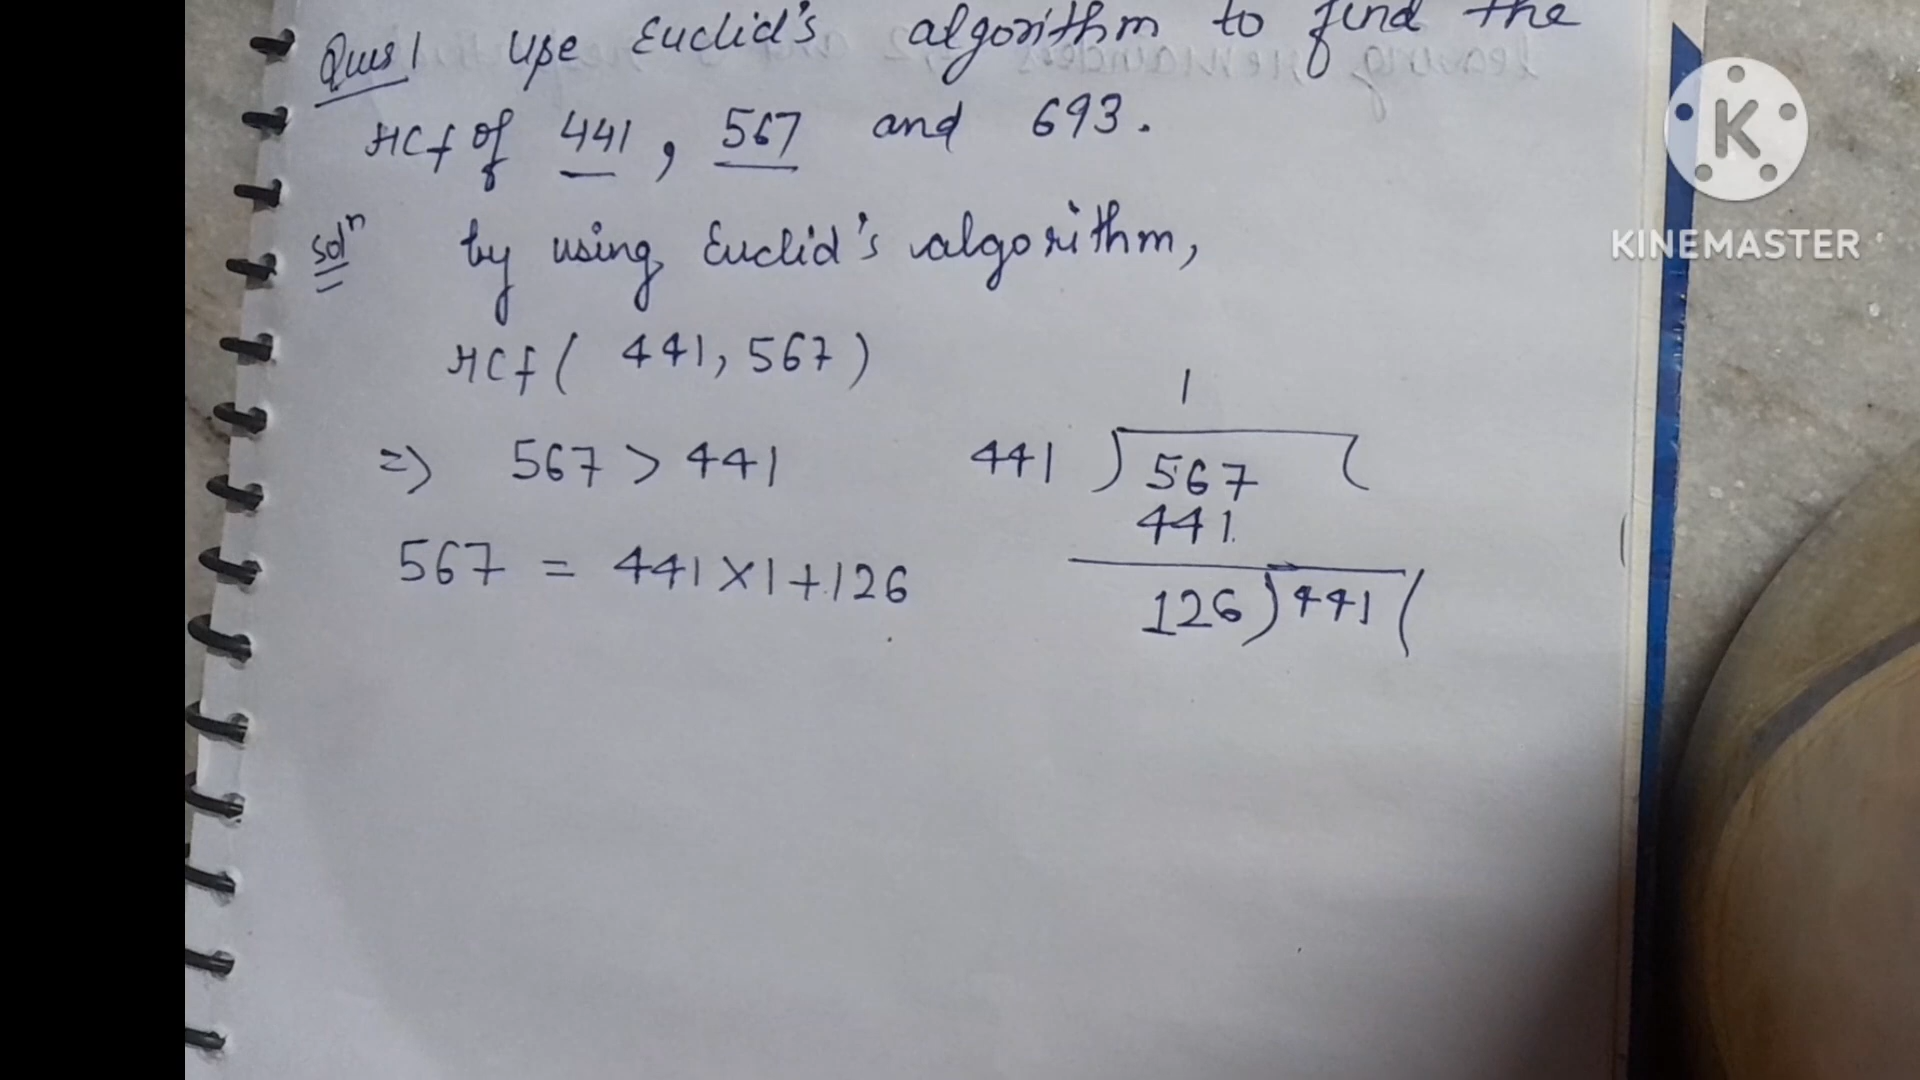 Ques 1 Use Euclid's algorithm to find the
HCF of 441, 567 and 693.
Solⁿ by using Euclid's algorithm,
HCF( 441, 567)
=) 567 > 441
567 = 441 × 1 + 126
1
441 ) 567 (
441
126 ) 441 (
K
KINEMASTER